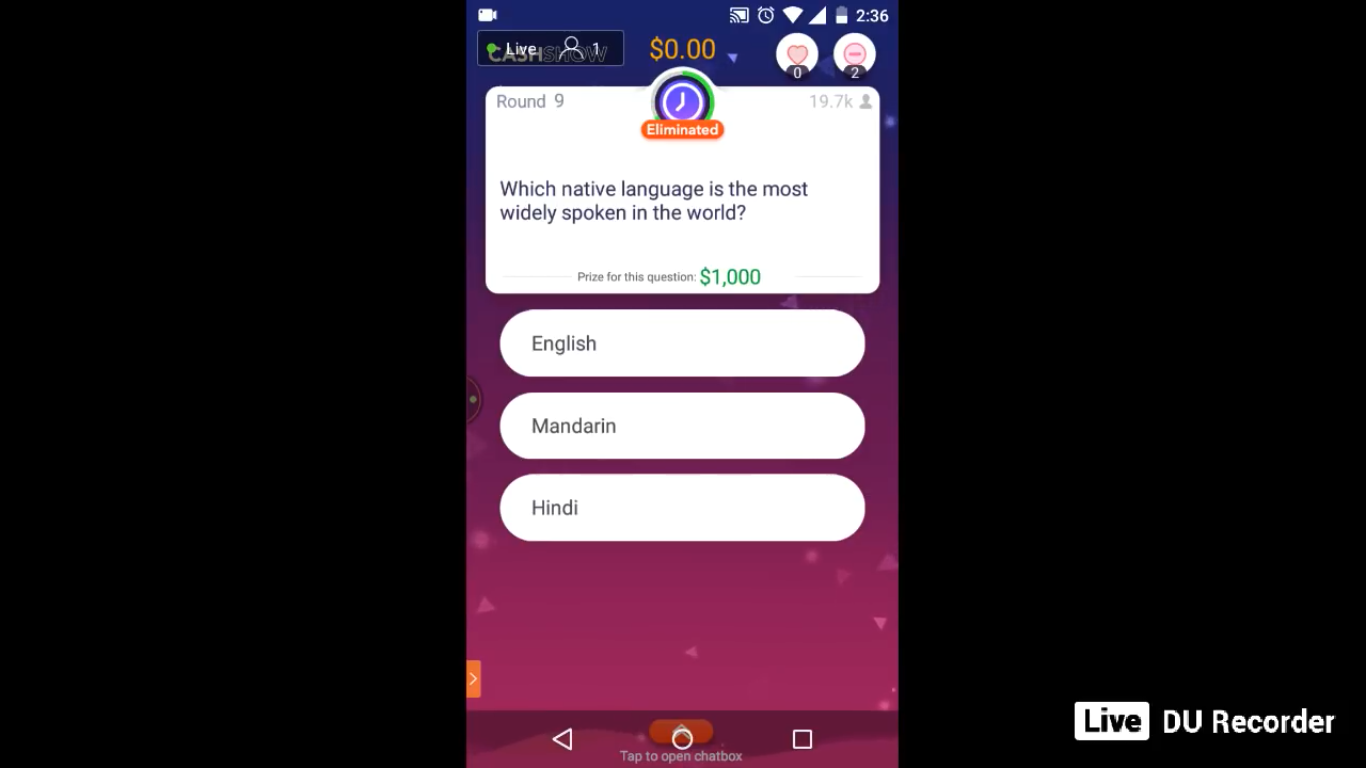 2:36
Live 1
CASHSHOW
$0.00
0
2
Round 9
19.7k
Eliminated
Which native language is the most
widely spoken in the world?
Prize for this question: $1,000
English
Mandarin
Hindi
Tap to open chatbox
Live DU Recorder